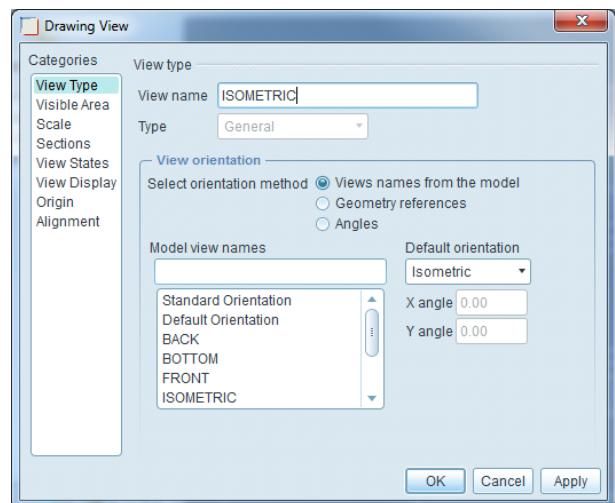 Drawing View
Categories
View Type
Visible Area
Scale
Sections
View States
View Display
Origin
Alignment
View type
View name ISOMETRIC
Type General
View orientation
Select orientation method Views names from the model
Geometry references
Angles
Model view names
Standard Orientation
Default Orientation
BACK
BOTTOM
FRONT
ISOMETRIC
Default orientation
Isometric
X angle 0.00
Y angle 0.00
OK Cancel Apply